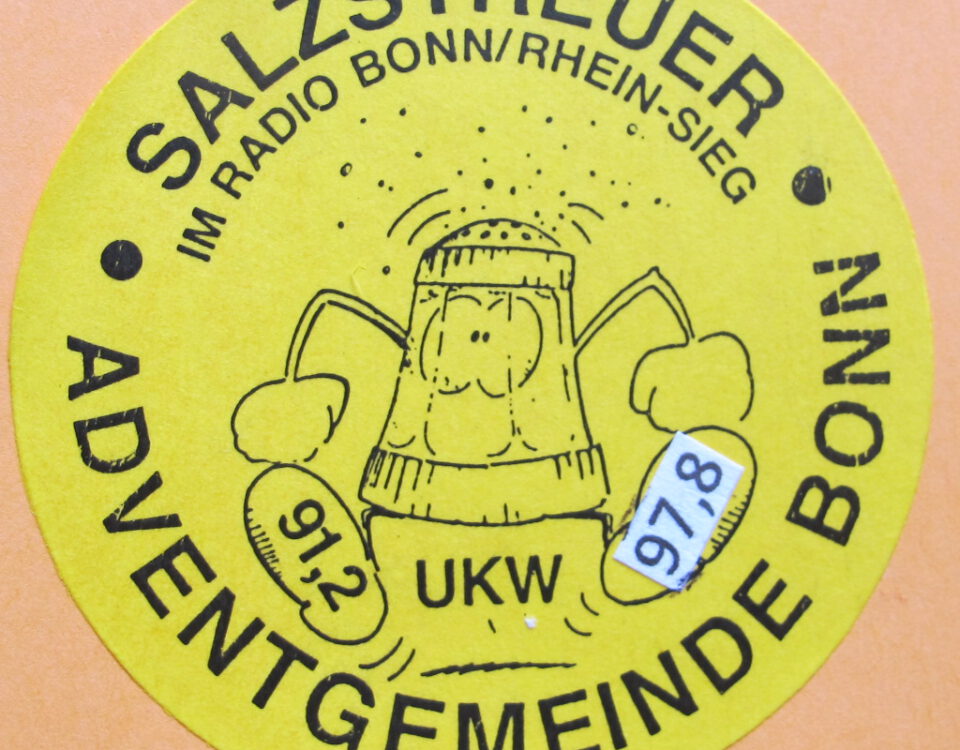 SALZSTREUER
IM RADIO BONN/RHEIN-SIEG
91,2
97,8
UKW
ADVENTGEMEINDE BONN